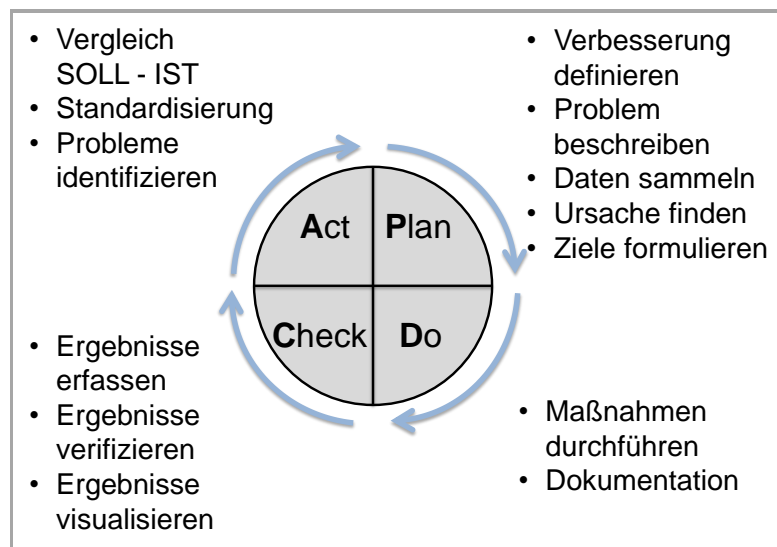 • Vergleich
SOLL - IST
• Standardisierung
• Probleme
identifizieren
• Verbesserung
definieren
• Problem
beschreiben
• Daten sammeln
• Ursache finden
• Ziele formulieren
Act
Plan
Check
Do
• Ergebnisse
erfassen
• Ergebnisse
verifizieren
• Ergebnisse
visualisieren
• Maßnahmen
durchführen
• Dokumentation